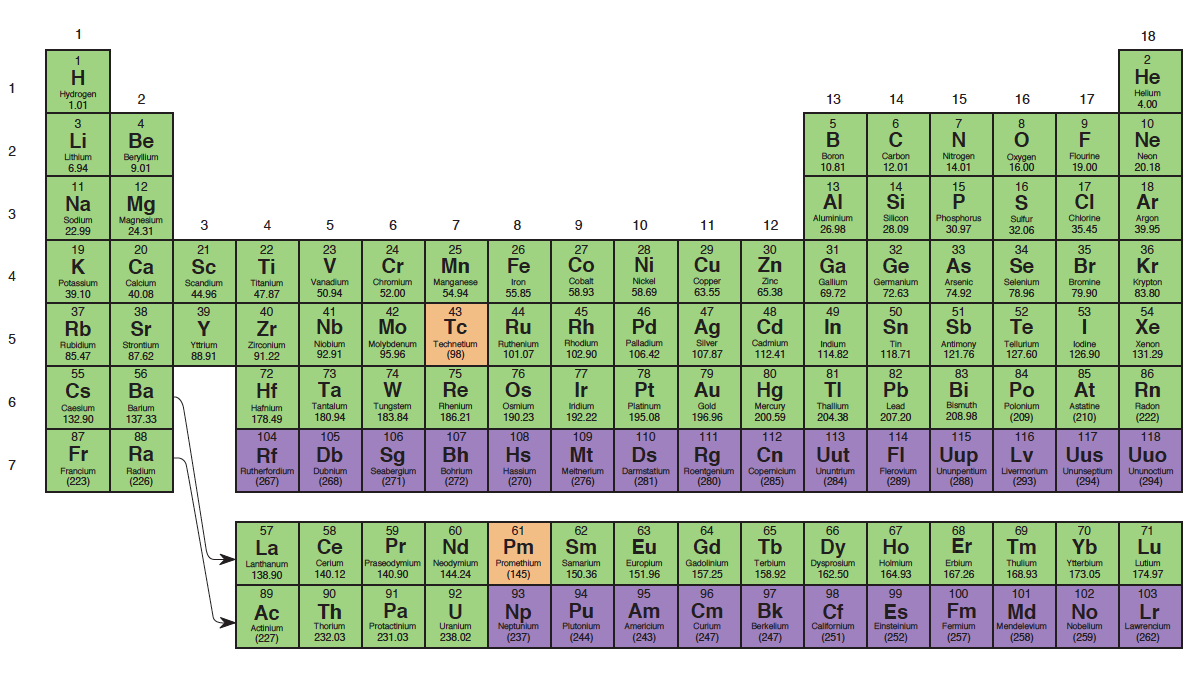 1 18
1 2
H He
1
Hydrogen Helium
1.01 2 13 14 15 16 17 4.00
3 4 5 6 7 8 9 10
Li Be B C N O F Ne
2
Lithium Beryllium Boron Carbon Nitrogen Oxygen Flourine Neon
6.94 9.01 10.81 12.01 14.01 16.00 19.00 20.18
11 12 13 14 15 16 17 18
Na Mg Al Si P S Cl Ar
3
Sodium Magnesium 3 4 5 6 7 8 9 10 11 12 Aluminium Silicon Phosphorus Sulfur Chlorine Argon
22.99 24.31 26.98 28.09 30.97 32.06 35.45 39.95
19 20 21 22 23 24 25 26 27 28 29 30 31 32 33 34 35 36
K Ca Sc Ti V Cr Mn Fe Co Ni Cu Zn Ga Ge As Se Br Kr
4
Potassium Calcium Scandium Titanium Vanadium Chromium Manganese Iron Cobalt Nickel Copper Zinc Gallium Germanium Arsenic Selenium Bromine Krypton
39.10 40.08 44.96 47.87 50.94 52.00 54.94 55.85 58.93 58.69 63.55 65.38 69.72 72.63 74.92 78.96 79.90 83.80
37 38 39 40 41 42 43 44 45 46 47 48 49 50 51 52 53 54
Rb Sr Y Zr Nb Mo Tc Ru Rh Pd Ag Cd In Sn Sb Te I Xe
5
Rubidium Strontium Yttrium Zirconium Niobium Molybdenum Technetium Ruthenium Rhodium Palladium Silver Cadmium Indium Tin Antimony Tellurium Iodine Xenon
85.47 87.62 88.91 91.22 92.91 95.96 (98) 101.07 102.90 106.42 107.87 112.41 114.82 118.71 121.76 127.60 126.90 131.29
55 56 72 73 74 75 76 77 78 79 80 81 82 83 84 85 86
Cs Ba Hf Ta W Re Os Ir Pt Au Hg Tl Pb Bi Po At Rn
6
Caesium Barium Hafnium Tantalum Tungstem Rhenium Osmium Iridium Platinum Gold Mercury Thallium Lead Bismuth Polonium Astatine Radon
132.90 137.33 178.49 180.94 183.84 186.21 190.23 192.22 195.08 196.96 200.59 204.38 207.20 208.98 (209) (210) (222)
87 88 104 105 106 107 108 109 110 111 112 113 114 115 116 117 118
Fr Ra Rf Db Sg Bh Hs Mt Ds Rg Cn Uut Fl Uup Lv Uus Uuo
7
Francium Radium Rutherfordium Dubnium Seabergium Bohrium Hassium Meitnerium Darmstatium Roentgenium Copernicium Ununtrium Flerovium Ununpentium Livermorium Ununseptium Ununoctium
(223) (226) (267) (268) (271) (272) (270) (276) (281) (280) (285) (284) (289) (288) (293) (294) (294)
57 58 59 60 61 62 63 64 65 66 67 68 69 70 71
La Ce Pr Nd Pm Sm Eu Gd Tb Dy Ho Er Tm Yb Lu
Lanthanum Cerium Praseodymium Neodymium Promethium Samarium Europium Gadolinium Terbium Dysprosium Holmium Erbium Thulium Ytterbium Lutium
138.90 140.12 140.90 144.24 (145) 150.36 151.96 157.25 158.92 162.50 164.93 167.26 168.93 173.05 174.97
89 90 91 92 93 94 95 96 97 98 99 100 101 102 103
Ac Th Pa U Np Pu Am Cm Bk Cf Es Fm Md No Lr
Actinium Thorium Protactinium Uranium Neptunium Plutonium Americium Curium Berkelium Californium Einsteinium Fermium Mendelevium Nobelium Lawrencium
(227) 232.03 231.03 238.02 (237) (244) (243) (247) (247) (251) (252) (257) (258) (259) (262)